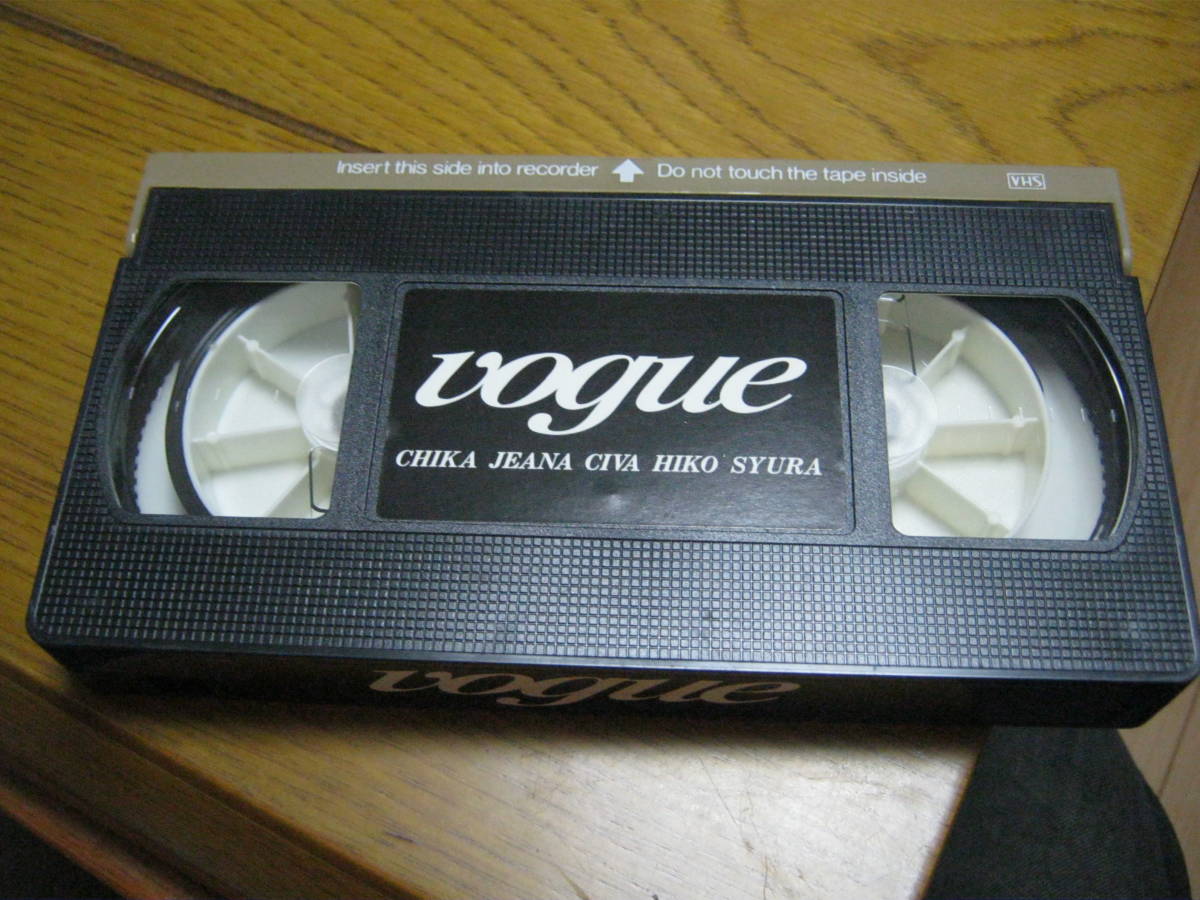 Insert this side into recorder ⬆ Do not touch the tape inside VHS
vogue
CHIKA JEANA CIVA HIKO SYURA
vogue